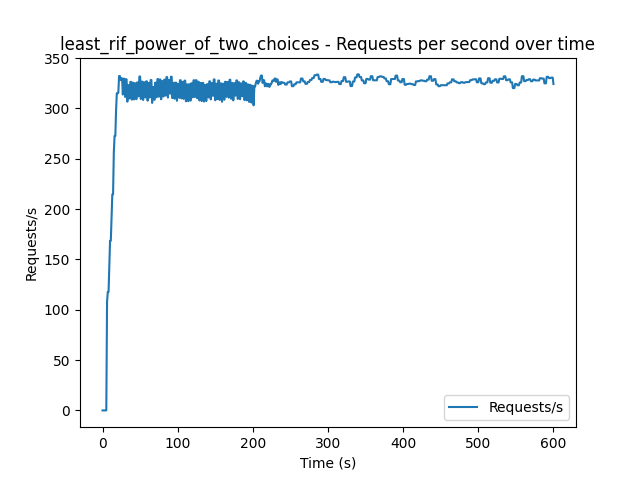 least_rif_power_of_two_choices - Requests per second over time
350
300
250
200
150
100
50
0
Requests/s
Requests/s
0 100 200 300 400 500 600
Time (s)